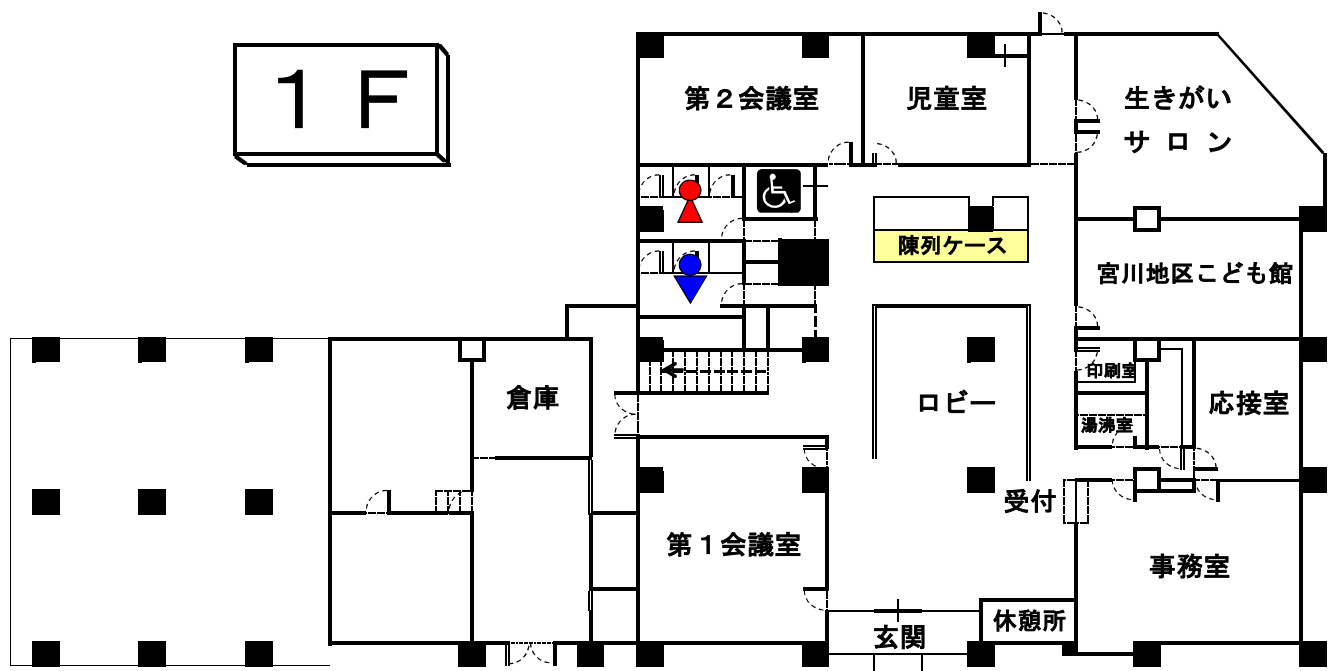 １Ｆ
第２会議室
児童室
生きがい
サロン
陳列ケース
宮川地区こども館
印刷室
倉庫
ロビー
応接室
湯沸室
受付
第１会議室
事務室
休憩所
玄関